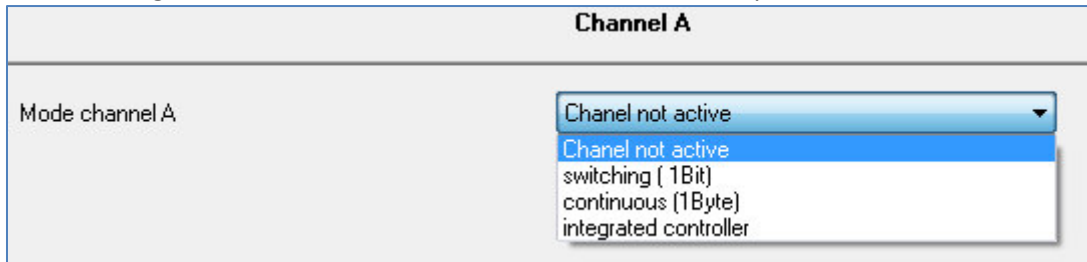 Channel A
Mode channel A
Chanel not active
Chanel not active
switching ( 1Bit)
continuous (1Byte)
integrated controller